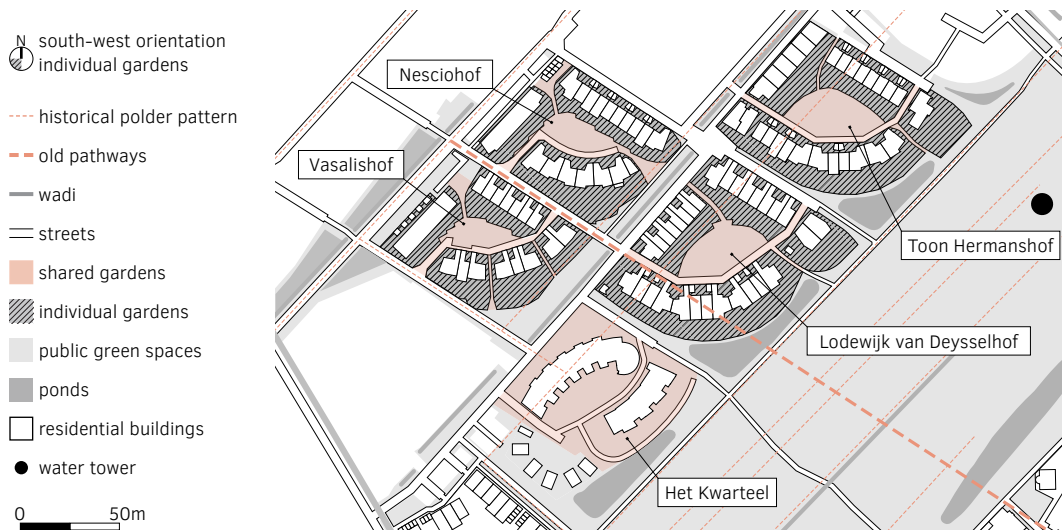 N
south-west orientation
individual gardens
historical polder pattern
old pathways
wadi
streets
shared gardens
individual gardens
public green spaces
ponds
residential buildings
water tower
0 50m
Nesciohof
Vasalishof
Toon Hermanshof
Lodewijk van Deysselhof
Het Kwarteel